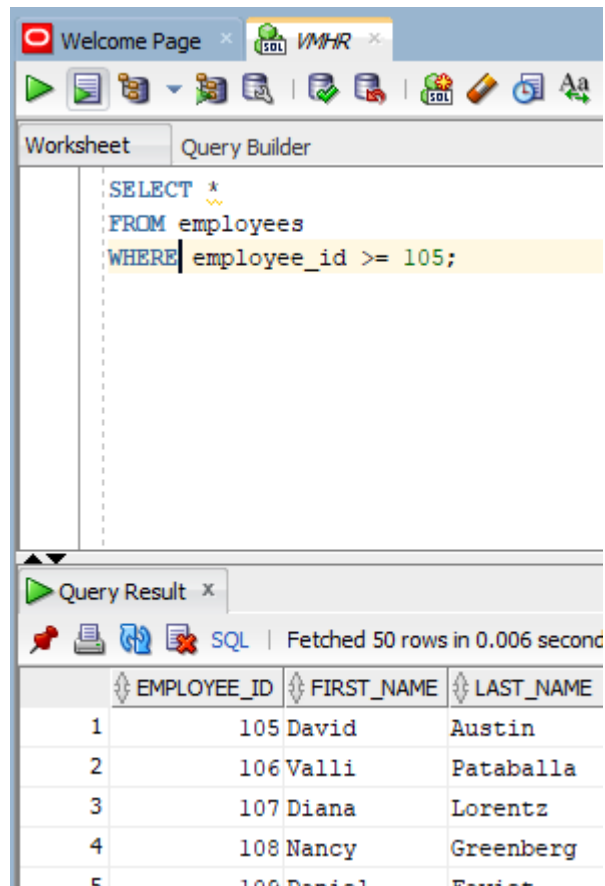 Welcome Page VMHR
SQL Aa
Worksheet Query Builder
SELECT *
FROM employees
WHERE employee_id >= 105;
Query Result x
SQL | Fetched 50 rows in 0.006 second
EMPLOYEE_ID FIRST_NAME LAST_NAME
1 105 David Austin
2 106 Valli Pataballa
3 107 Diana Lorentz
4 108 Nancy Greenberg